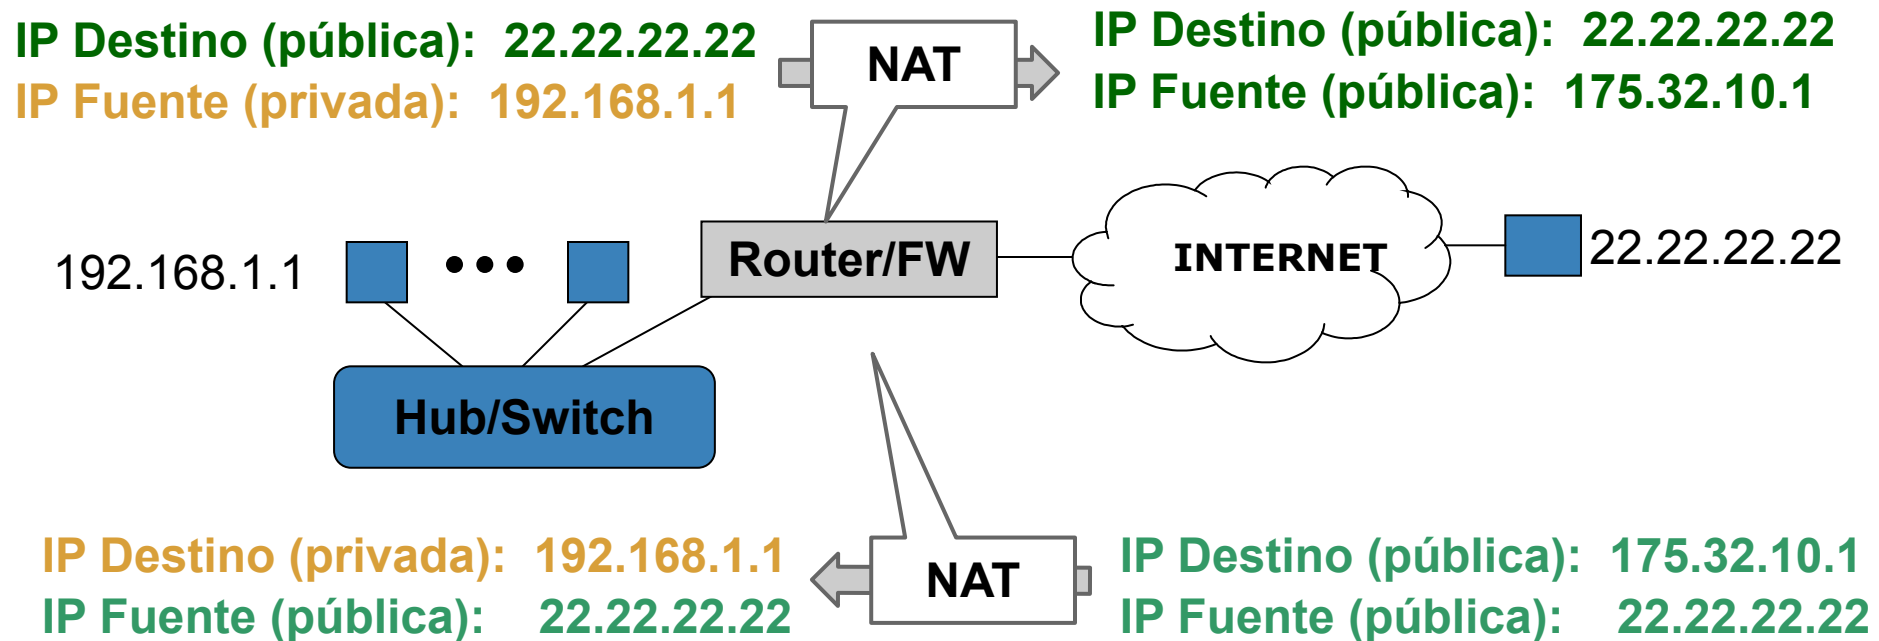 IP Destino (pública): 22.22.22.22
IP Fuente (privada): 192.168.1.1
NAT
IP Destino (pública): 22.22.22.22
IP Fuente (pública): 175.32.10.1
192.168.1.1
Router/FW
INTERNET
22.22.22.22
Hub/Switch
IP Destino (privada): 192.168.1.1
IP Fuente (pública): 22.22.22.22
NAT
IP Destino (pública): 175.32.10.1
IP Fuente (pública): 22.22.22.22